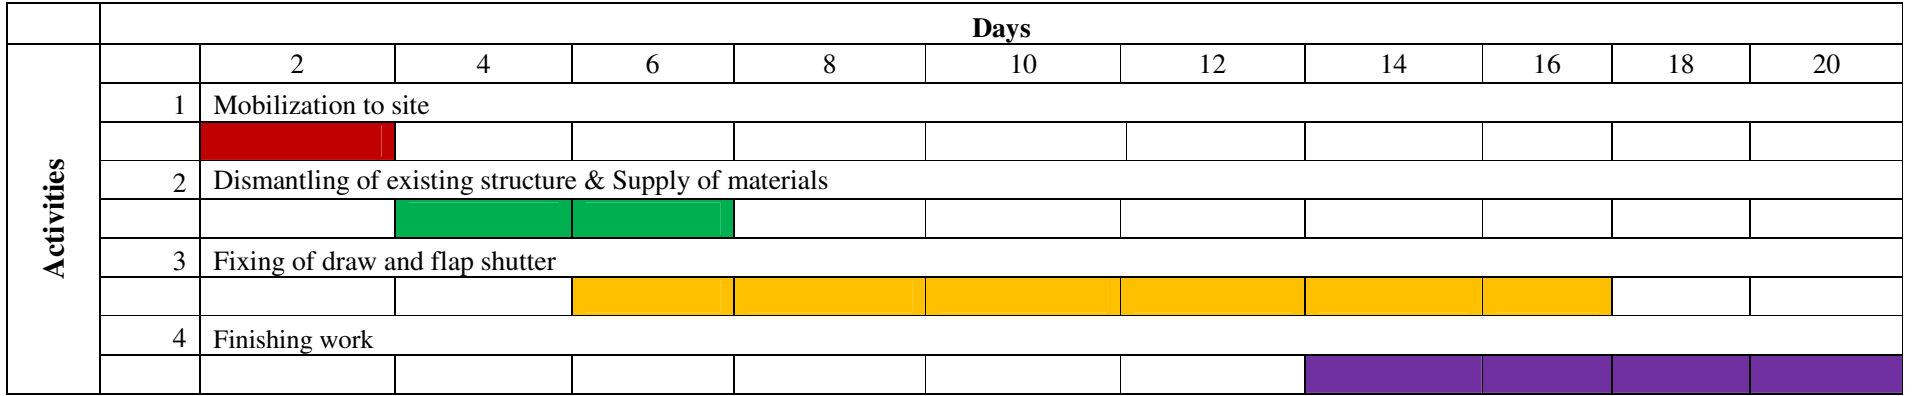 Days
2 4 6 8 10 12 14 16 18 20
Activities
1 Mobilization to site
2 Dismantling of existing structure & Supply of materials
3 Fixing of draw and flap shutter
4 Finishing work